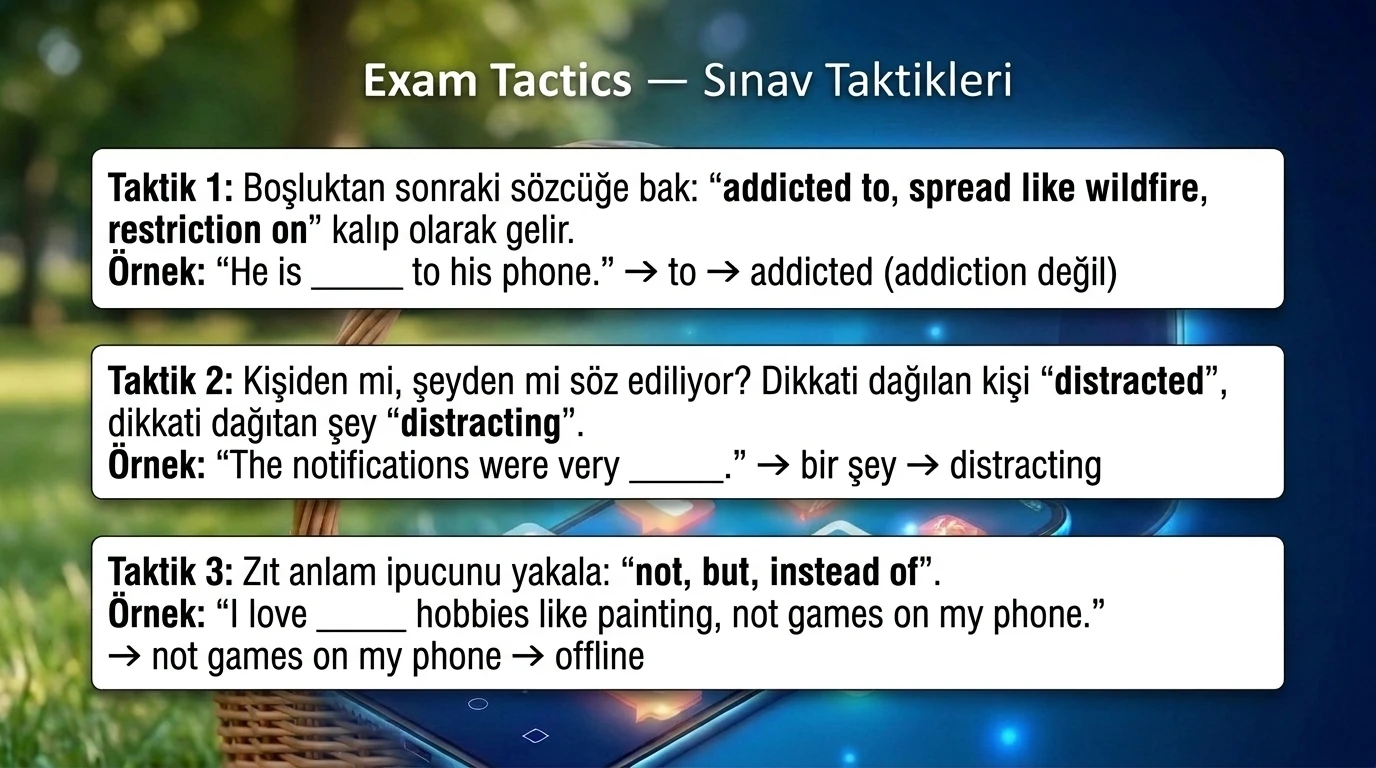 Exam Tactics — Sınav Taktikleri
Taktik 1: Boşluktan sonraki sözcüğe bak: “addicted to, spread like wildfire,
restriction on” kalıp olarak gelir.
Örnek: “He is _____ to his phone.” → to → addicted (addiction değil)
Taktik 2: Kişiden mi, şeyden mi söz ediliyor? Dikkati dağılan kişi “distracted”,
dikkati dağıtan şey “distracting”.
Örnek: “The notifications were very _____.” → bir şey → distracting
Taktik 3: Zıt anlam ipucunu yakala: “not, but, instead of”.
Örnek: “I love _____ hobbies like painting, not games on my phone.”
→ not games on my phone → offline